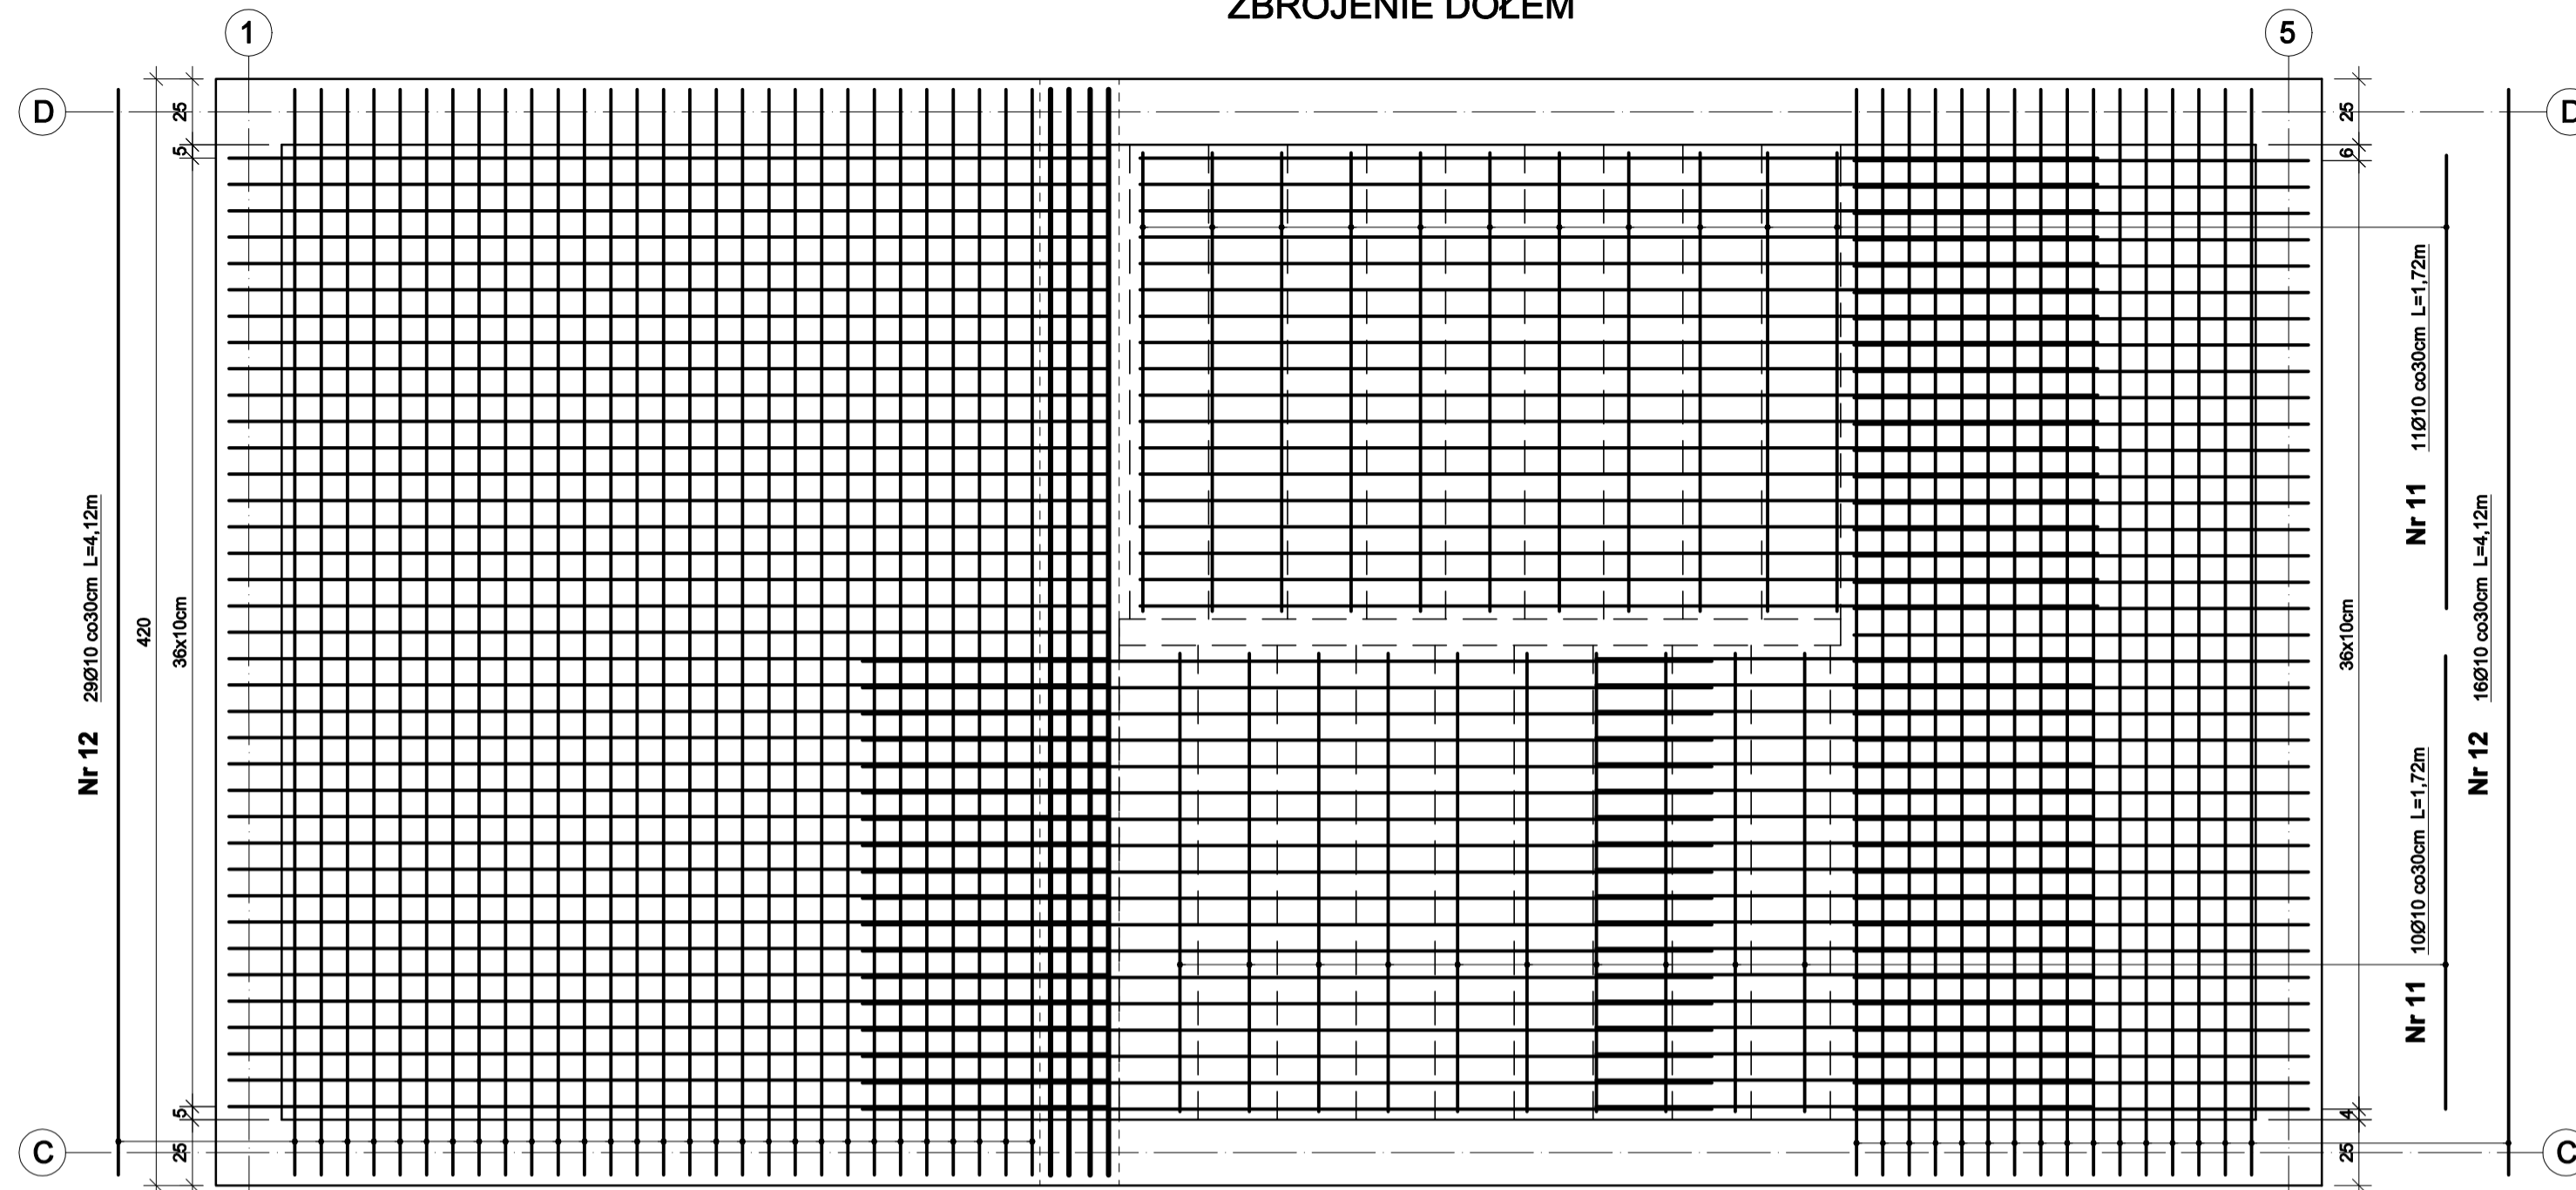 ZBROJENIE DOŁEM
1
5
D
D
25
5
25
6
Nr 12 29Ø10 co30cm L=4,12m
420
36x10cm
36x10cm
Nr 11 11Ø10 co30cm L=1,72m
Nr 12 16Ø10 co30cm L=4,12m
Nr 11 10Ø10 co30cm L=1,72m
5
25
4
25
C
C